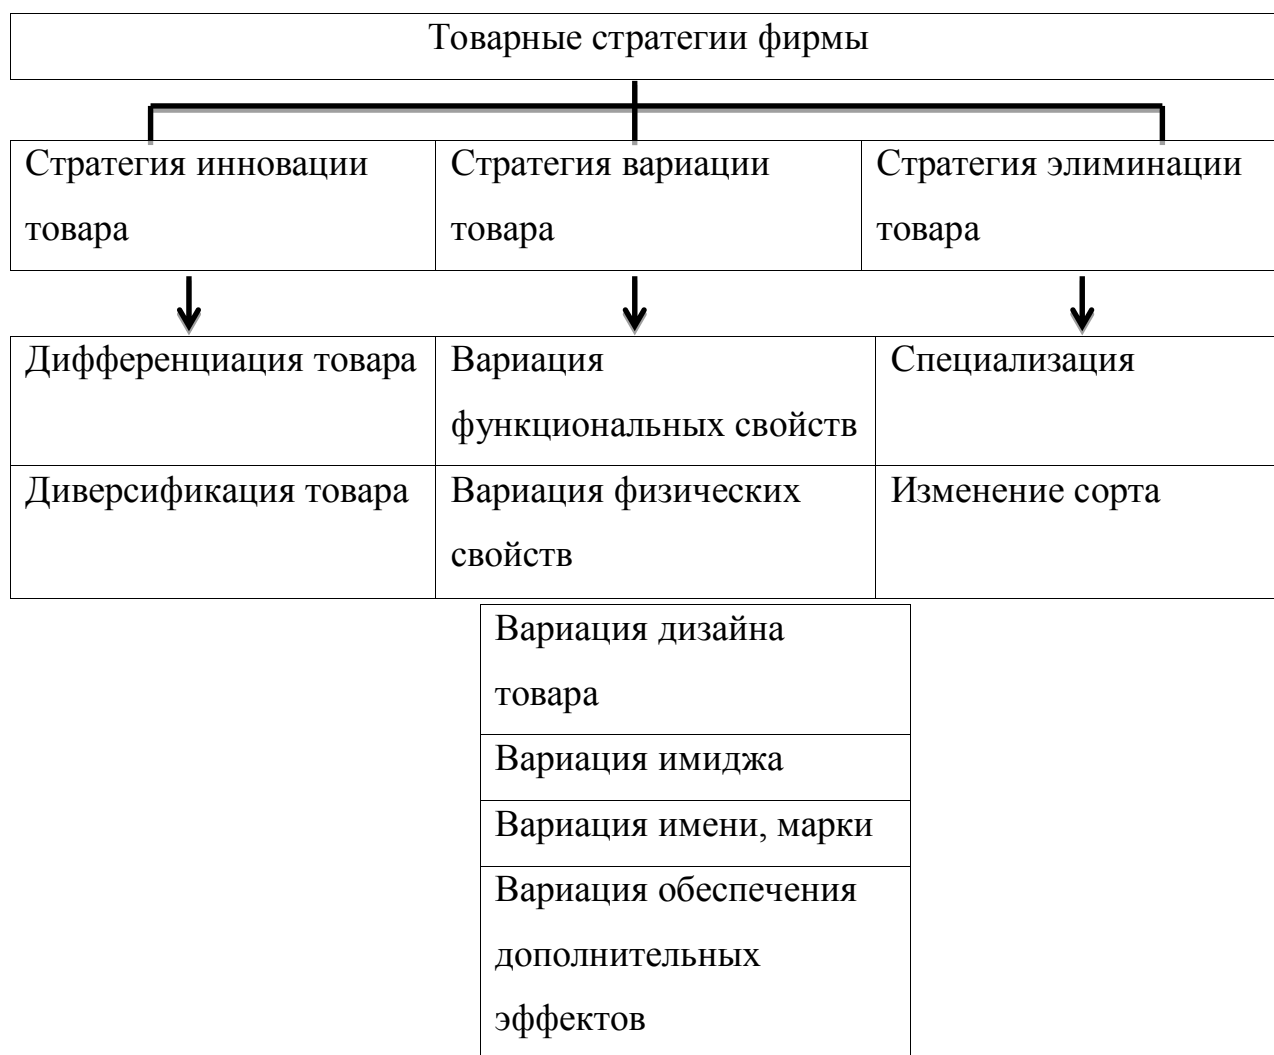 Товарные стратегии фирмы
Стратегия инновации
товара
Стратегия вариации
товара
Стратегия элиминации
товара
Дифференциация товара
Вариация
функциональных свойств
Специализация
Диверсификация товара
Вариация физических
свойств
Изменение сорта
Вариация дизайна
товара
Вариация имиджа
Вариация имени, марки
Вариация обеспечения
дополнительных
эффектов